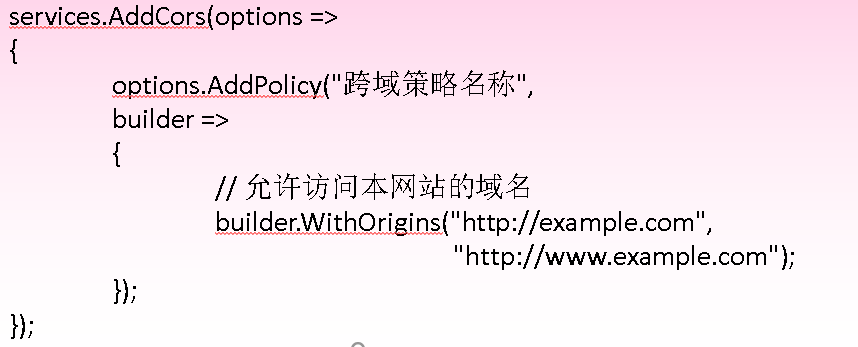 services.AddCors(options =>
{
options.AddPolicy("跨域策略名称",
builder =>
{
// 允许访问本网站的域名
builder.WithOrigins("http://example.com",
"http://www.example.com");
});
});